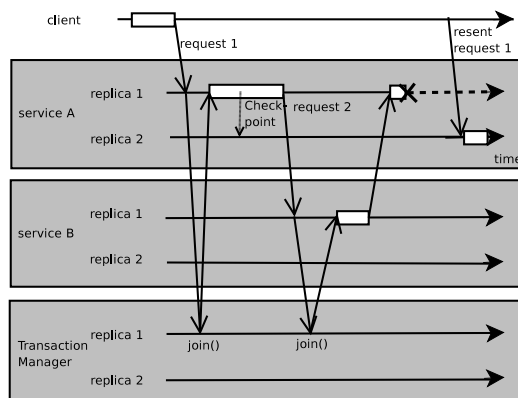 client
request 1
resent
request 1
replica 1
service A
Check-
point
request 2
replica 2
time
replica 1
service B
replica 2
replica 1
Transaction
Manager
join()
join()
replica 2